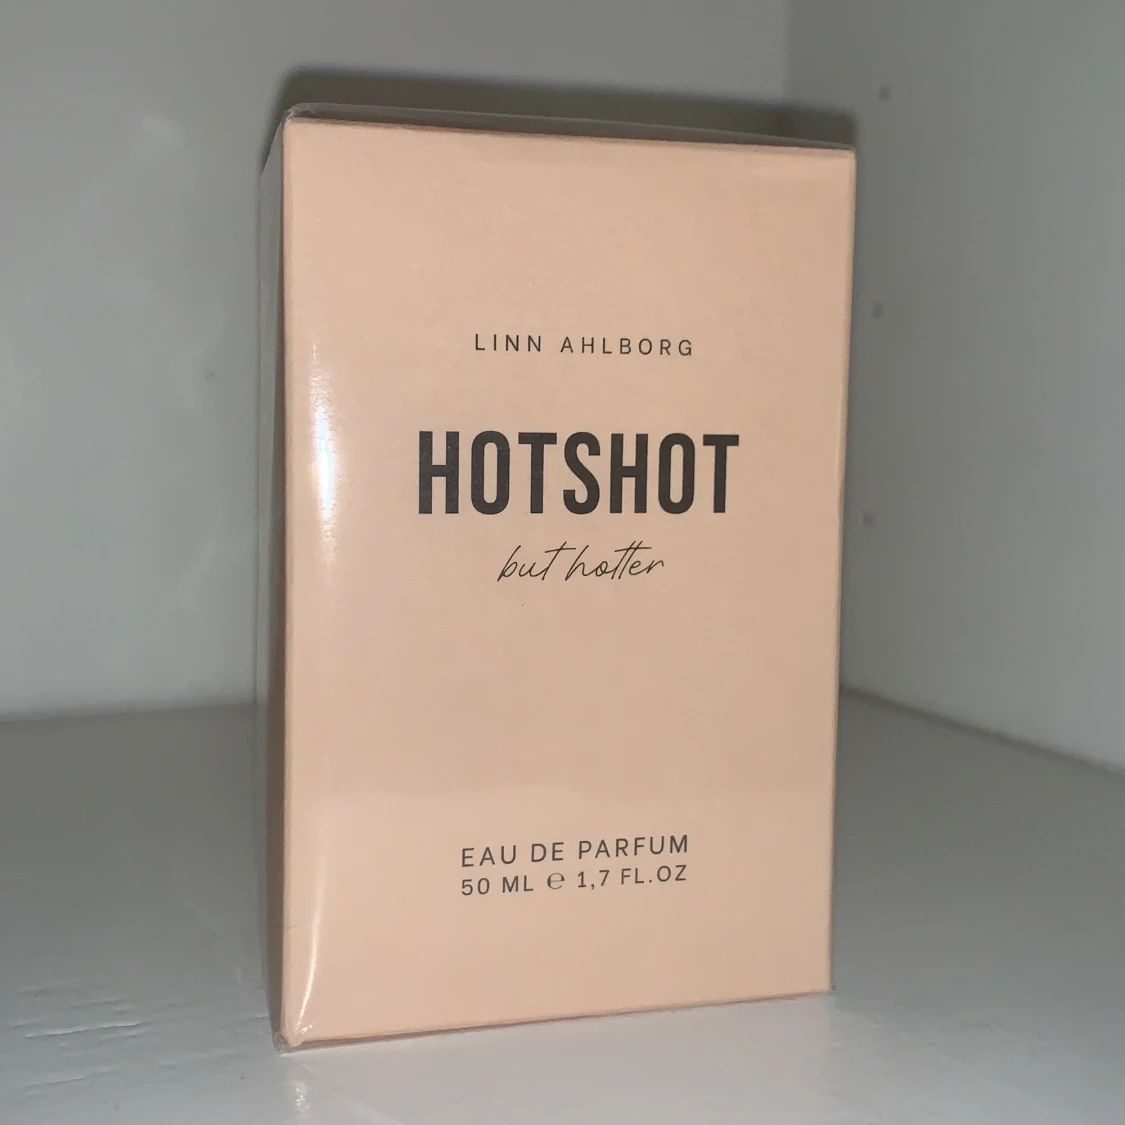 LINN AHLBORG
HOTSHOT
but hotter
EAU DE PARFUM
50 ML ℮ 1,7 FL.OZ